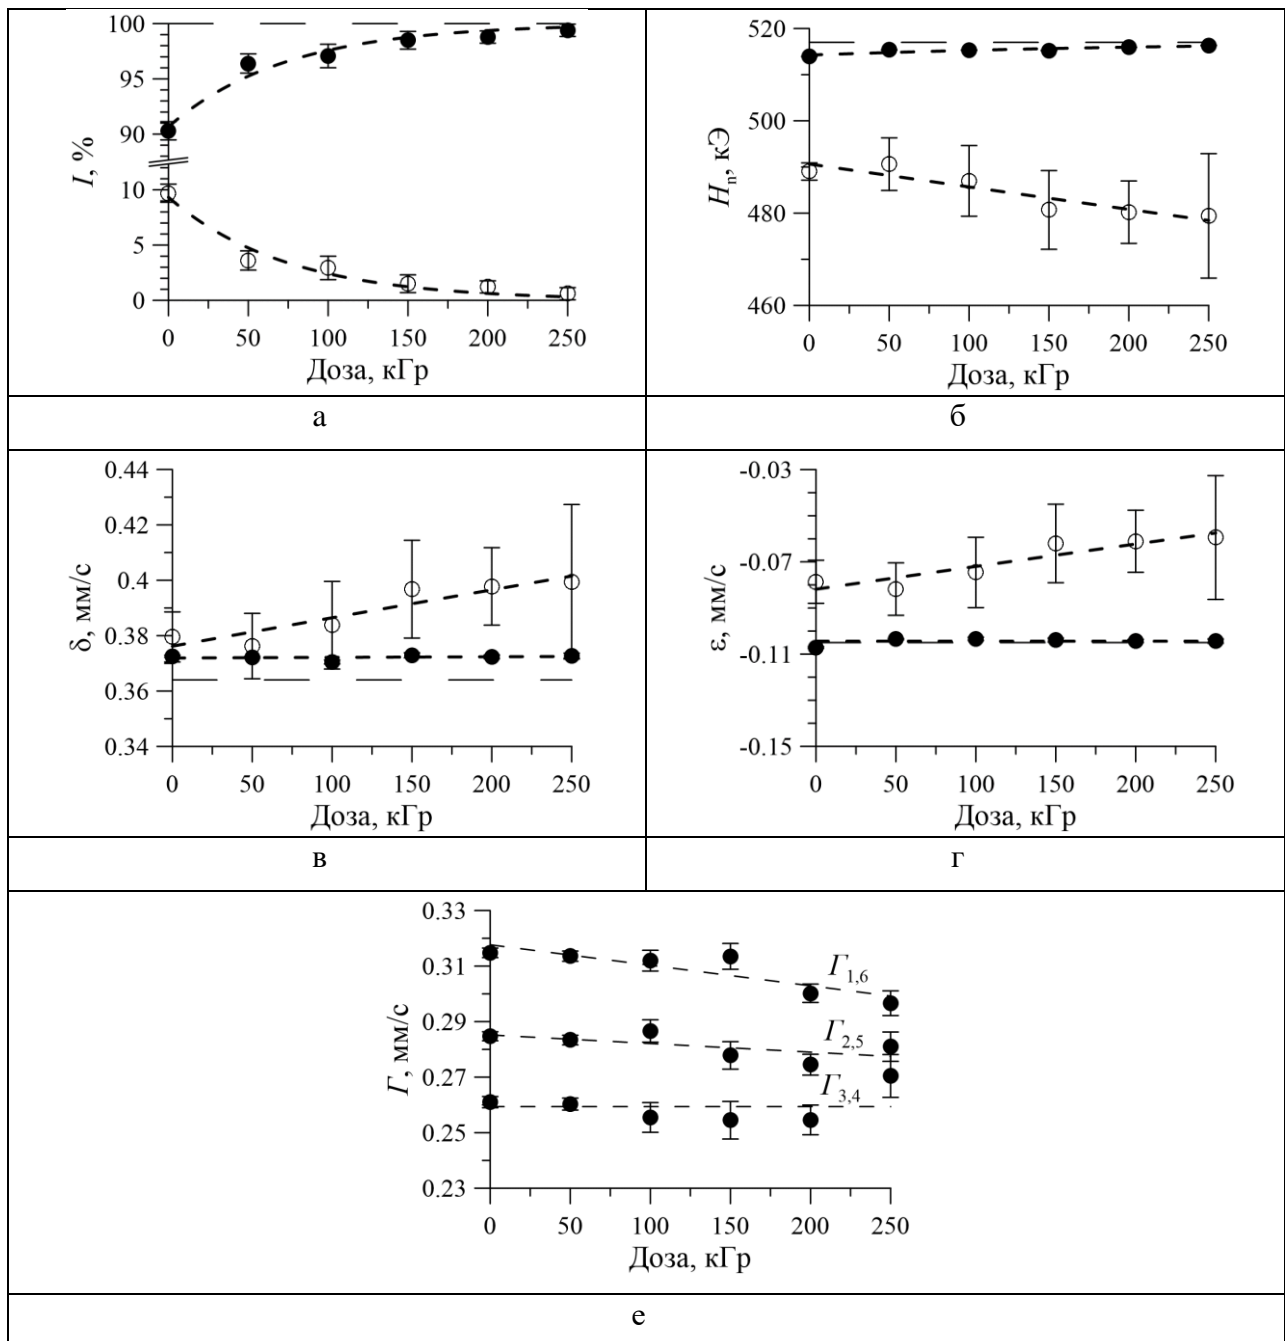 100
95
90
10
5
0
I, %
0 50 100 150 200 250
Доза, кГр
520
500
480
460
Hn, кЭ
0 50 100 150 200 250
Доза, кГр
а
б
0.44
0.42
0.4
0.38
0.36
0.34
δ, мм/с
0 50 100 150 200 250
Доза, кГр
-0.03
-0.07
-0.11
-0.15
ε, мм/с
0 50 100 150 200 250
Доза, кГр
в
г
0.33
0.31
0.29
0.27
0.25
0.23
Г, мм/с
Г1,6
Г2,5
Г3,4
0 50 100 150 200 250
Доза, кГр
е